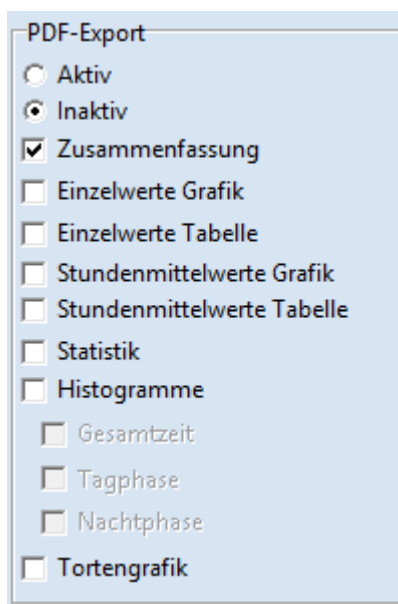 PDF-Export
Aktiv
Inaktiv
Zusammenfassung
Einzelwerte Grafik
Einzelwerte Tabelle
Stundenmittelwerte Grafik
Stundenmittelwerte Tabelle
Statistik
Histogramme
Gesamtzeit
Tagphase
Nachtphase
Tortengrafik